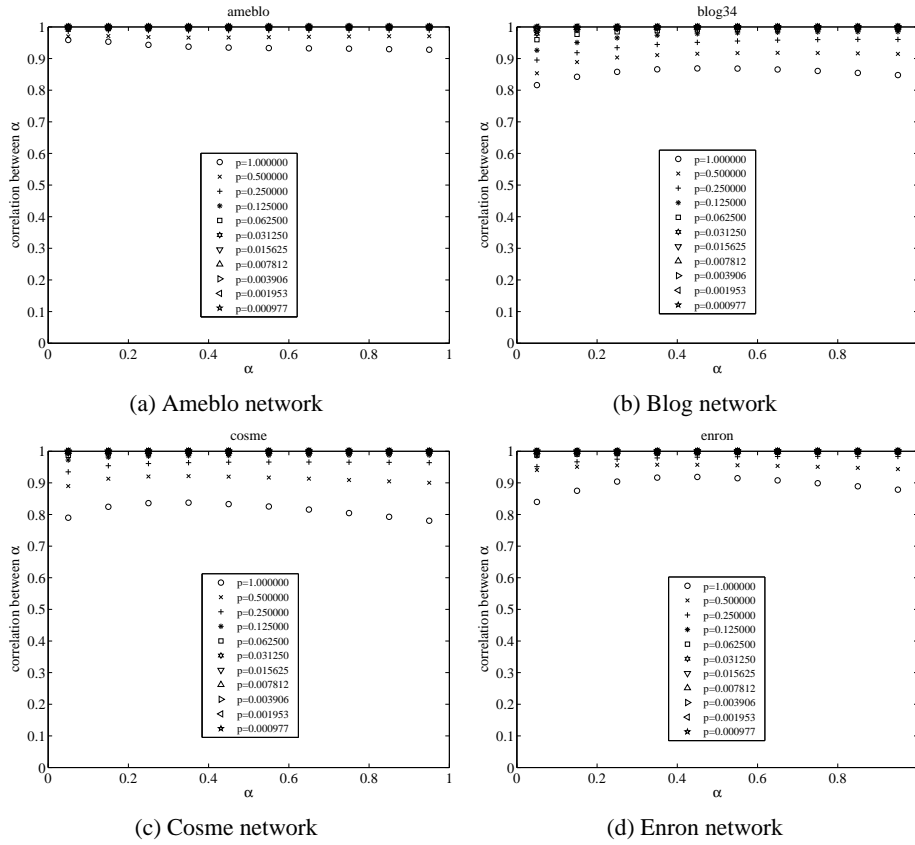 ameblo
1
0.9
0.8
0.7
0.6
0.5
0.4
0.3
0.2
0.1
0
correlation between α
p=1.000000
p=0.500000
p=0.250000
p=0.125000
p=0.062500
p=0.031250
p=0.015625
p=0.007812
p=0.003906
p=0.001953
p=0.000977
0 0.2 0.4 0.6 0.8 1
α
(a) Ameblo network
blog34
1
0.9
0.8
0.7
0.6
0.5
0.4
0.3
0.2
0.1
0
correlation between α
p=1.000000
p=0.500000
p=0.250000
p=0.125000
p=0.062500
p=0.031250
p=0.015625
p=0.007812
p=0.003906
p=0.001953
p=0.000977
0 0.2 0.4 0.6 0.8
α
(b) Blog network
cosme
1
0.9
0.8
0.7
0.6
0.5
0.4
0.3
0.2
0.1
0
correlation between α
p=1.000000
p=0.500000
p=0.250000
p=0.125000
p=0.062500
p=0.031250
p=0.015625
p=0.007812
p=0.003906
p=0.001953
p=0.000977
0 0.2 0.4 0.6 0.8 1
α
(c) Cosme network
enron
1
0.9
0.8
0.7
0.6
0.5
0.4
0.3
0.2
0.1
0
correlation between α
p=1.000000
p=0.500000
p=0.250000
p=0.125000
p=0.062500
p=0.031250
p=0.015625
p=0.007812
p=0.003906
p=0.001953
p=0.000977
0 0.2 0.4 0.6 0.8
α
(d) Enron network